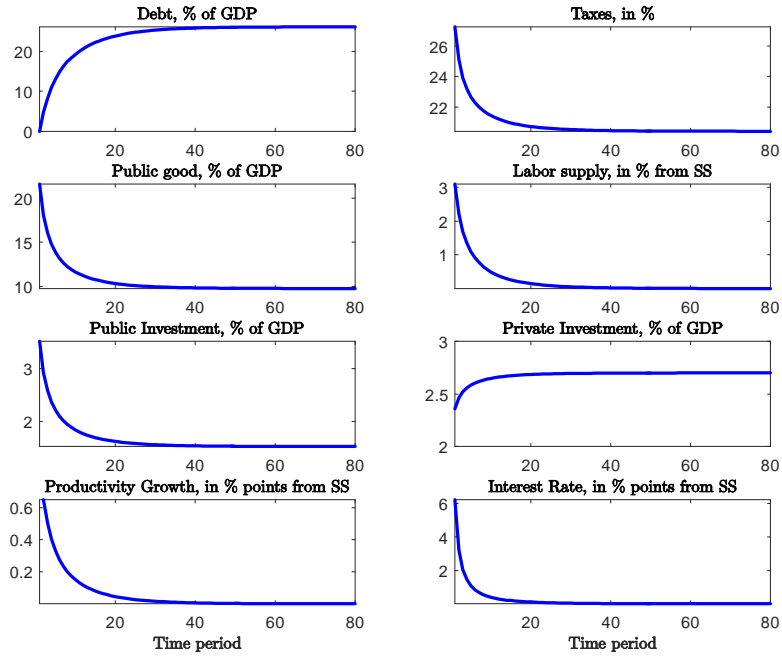 Debt, % of GDP
20
10
0
20 40 60 80
Taxes, in %
26
24
22
20 40 60 80
Public good, % of GDP
20
15
10
20 40 60 80
Labor supply, in % from SS
3
2
1
20 40 60 80
Public Investment, % of GDP
3
2
20 40 60 80
Private Investment, % of GDP
3
2.5
2
20 40 60 80
Productivity Growth, in % points from SS
0.6
0.4
0.2
20 40 60 80
Time period
Interest Rate, in % points from SS
6
4
2
20 40 60 80
Time period